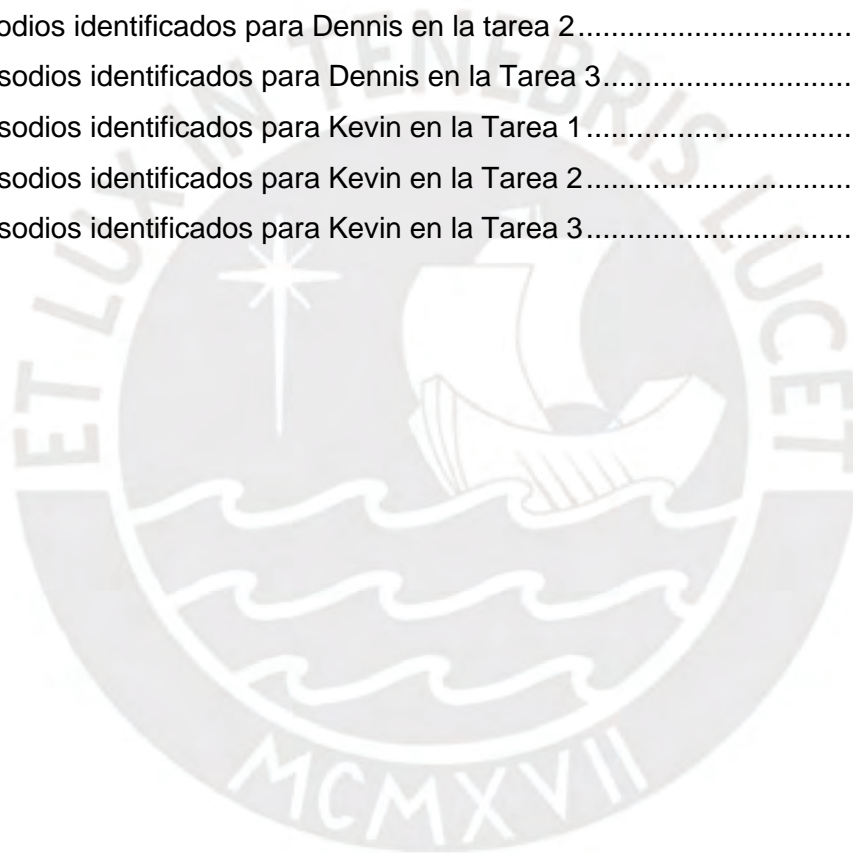 odios identificados para Dennis en la tarea 2................................
sodios identificados para Dennis en la Tarea 3..............................
sodios identificados para Kevin en la Tarea 1................................
sodios identificados para Kevin en la Tarea 2................................
sodios identificados para Kevin en la Tarea 3................................
ET LUX IN TENEBRIS LUCET
MCMXVII